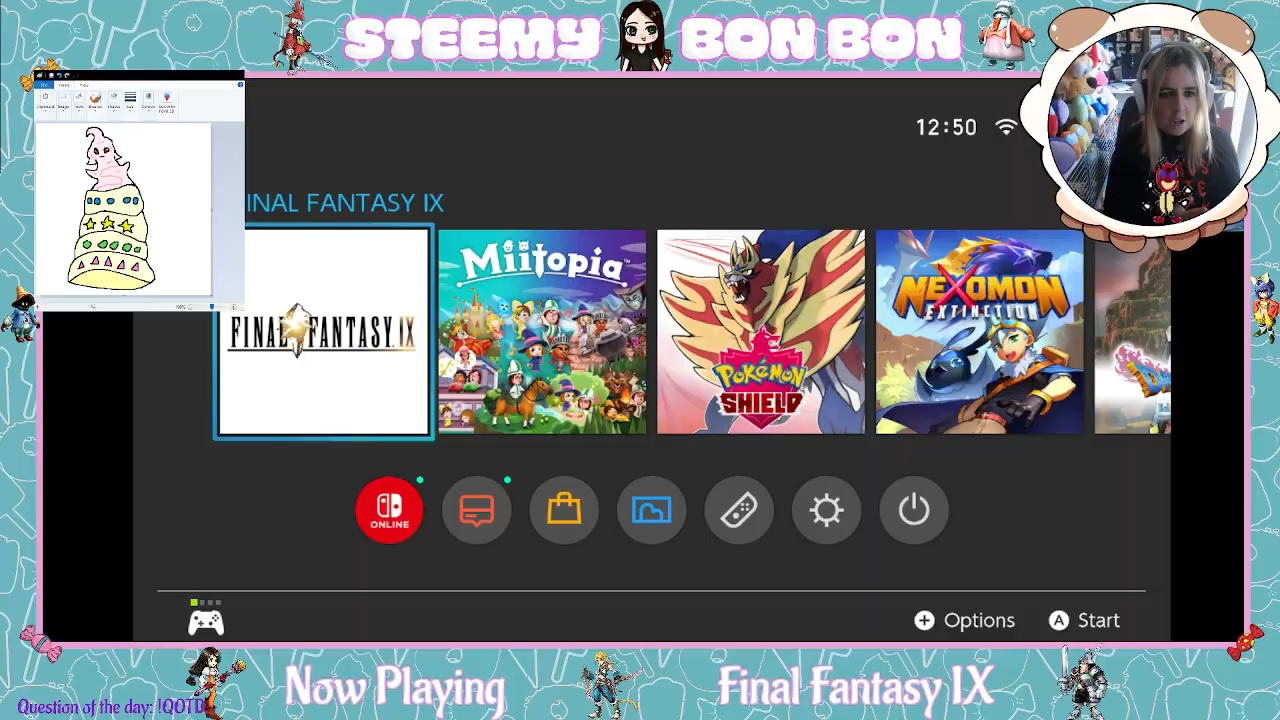 STEEMY BON BON
12:50
INAL FANTASY IX
FINAL FANTASY IX
Miitopia
POKÉMON
SHIELD
NEXOMON
EXTINCTION
ONLINE
Options
Start
Now Playing
Final Fantasy IX
Question of the day: !QOTD